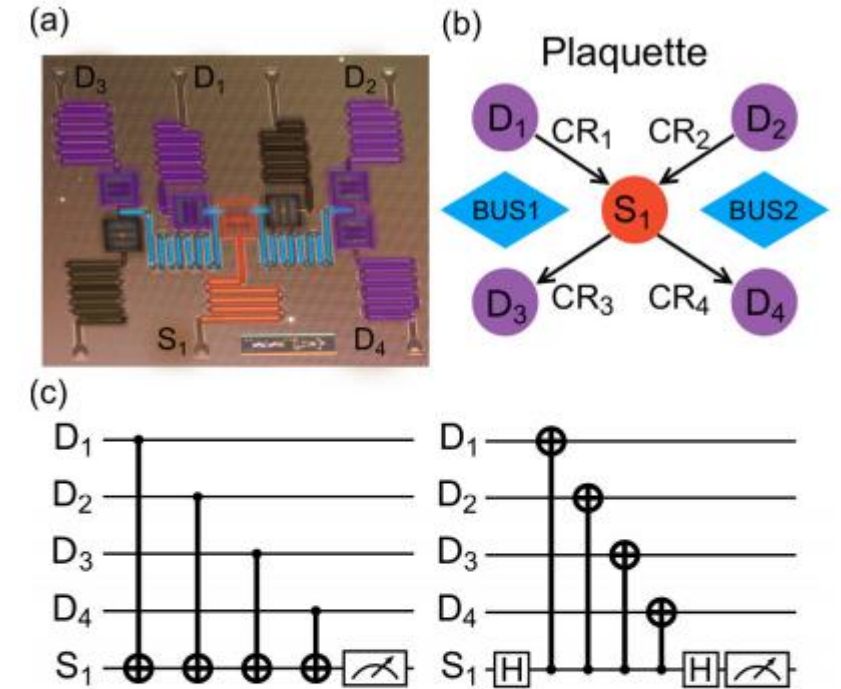 (a)
D₃ D₁ D₂
S₁ D₄
(b)
Plaquette
D₁ CR₁ CR₂ D₂
BUS1 S₁ BUS2
D₃ CR₃ CR₄ D₄
(c)
D₁
D₂
D₃
D₄
S₁
D₁
D₂
D₃
D₄
S₁ H H